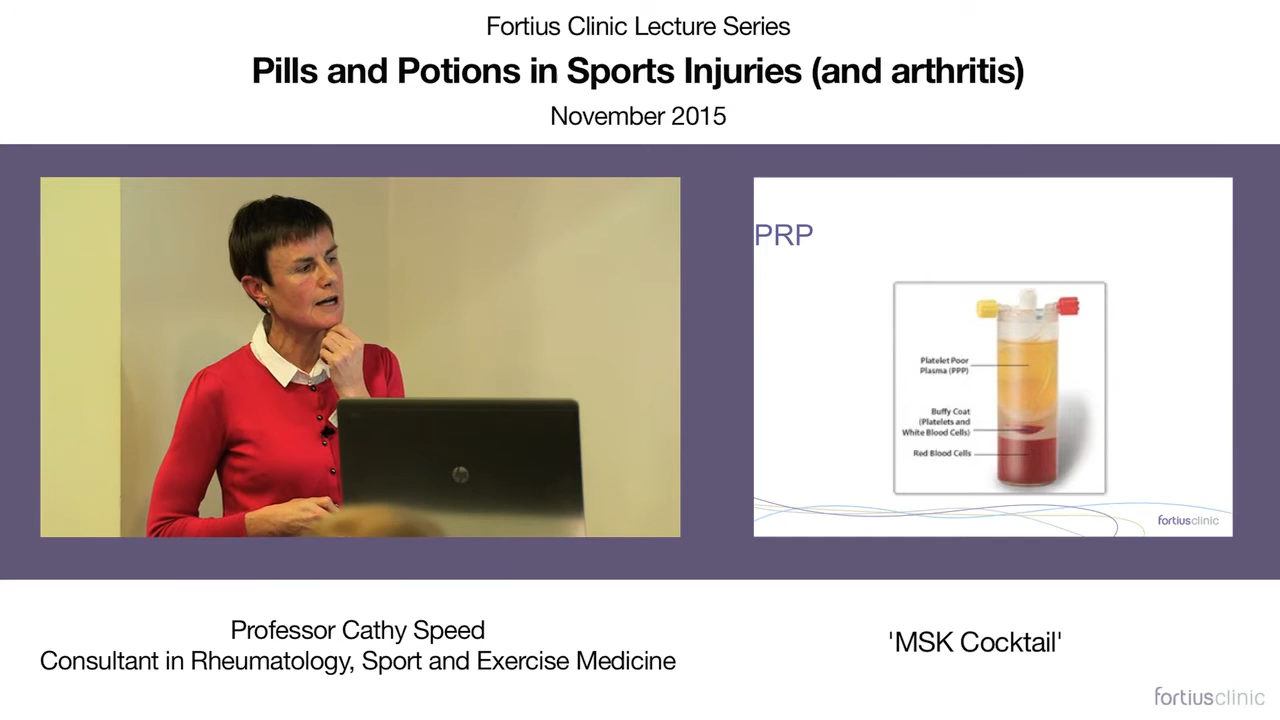 Fortius Clinic Lecture Series
Pills and Potions in Sports Injuries (and arthritis)
November 2015
PRP
Platelet Poor
Plasma (PPP)
Buffy Coat
(Platelets and
White Blood Cells)
Red Blood Cells
fortiusclinic
hp
Professor Cathy Speed
Consultant in Rheumatology, Sport and Exercise Medicine
'MSK Cocktail'
fortiusclinic